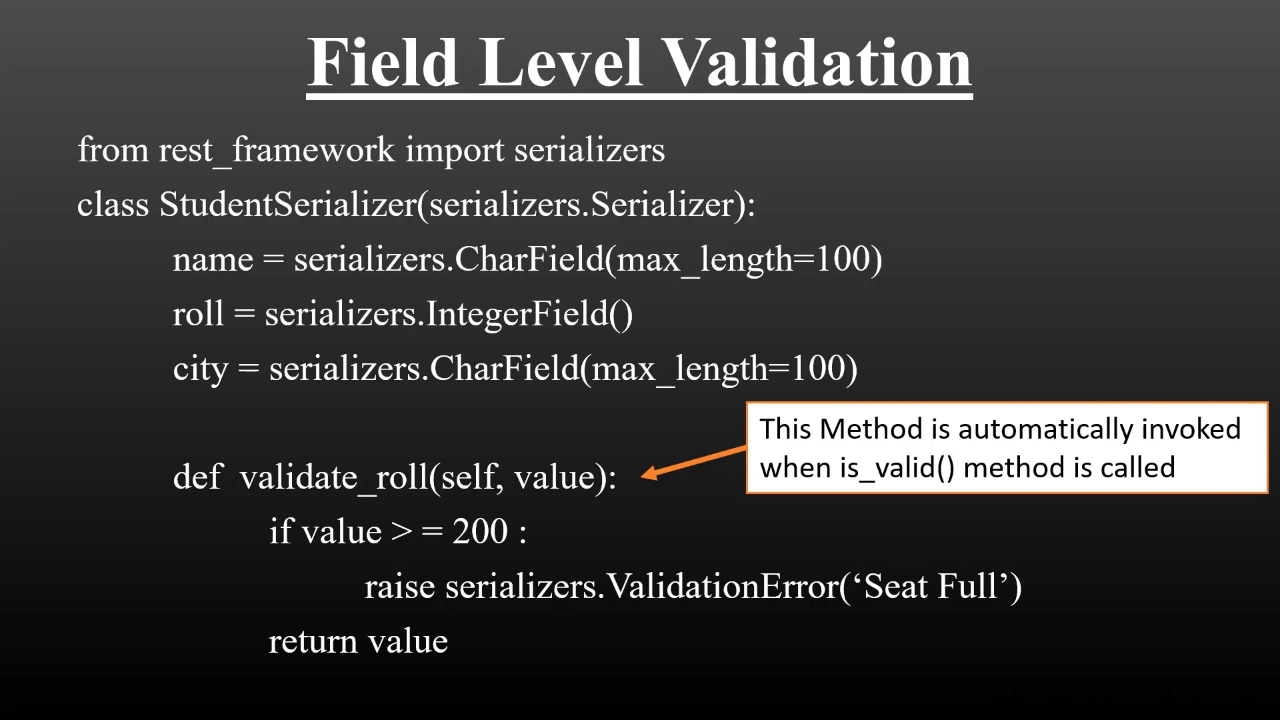 Field Level Validation
from rest_framework import serializers
class StudentSerializer(serializers.Serializer):
name = serializers.CharField(max_length=100)
roll = serializers.IntegerField()
city = serializers.CharField(max_length=100)
This Method is automatically invoked
when is_valid() method is called
def  validate_roll(self, value):
if value > = 200 :
raise serializers.ValidationError(‘Seat Full’)
return value